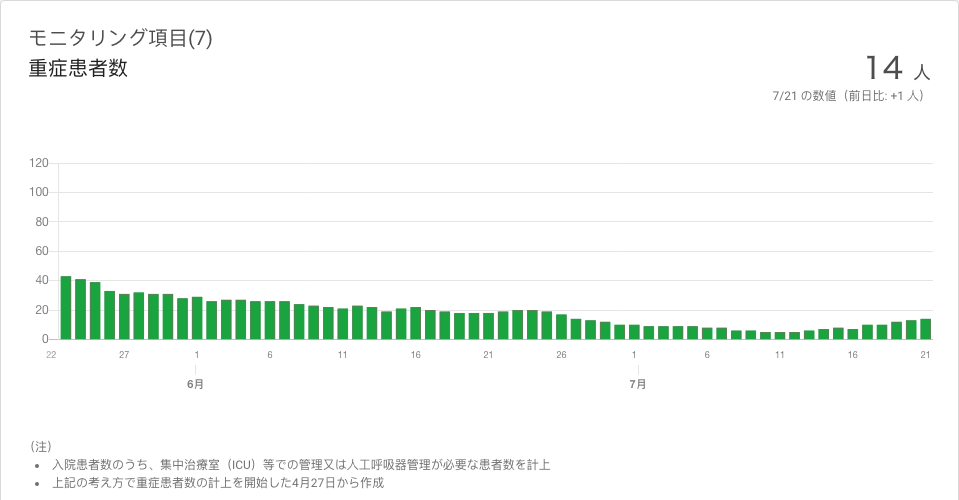 モニタリング項目(7)
重症患者数
14 人
7/21 の数値（前日比: +1 人）
120
100
80
60
40
20
0
22 27 1 6 11 16 21 26 1 6 11 16 21
6月 7月
（注）
• 入院患者数のうち、集中治療室（ICU）等での管理又は人工呼吸器管理が必要な患者数を計上
• 上記の考え方で重症患者数の計上を開始した4月27日から作成